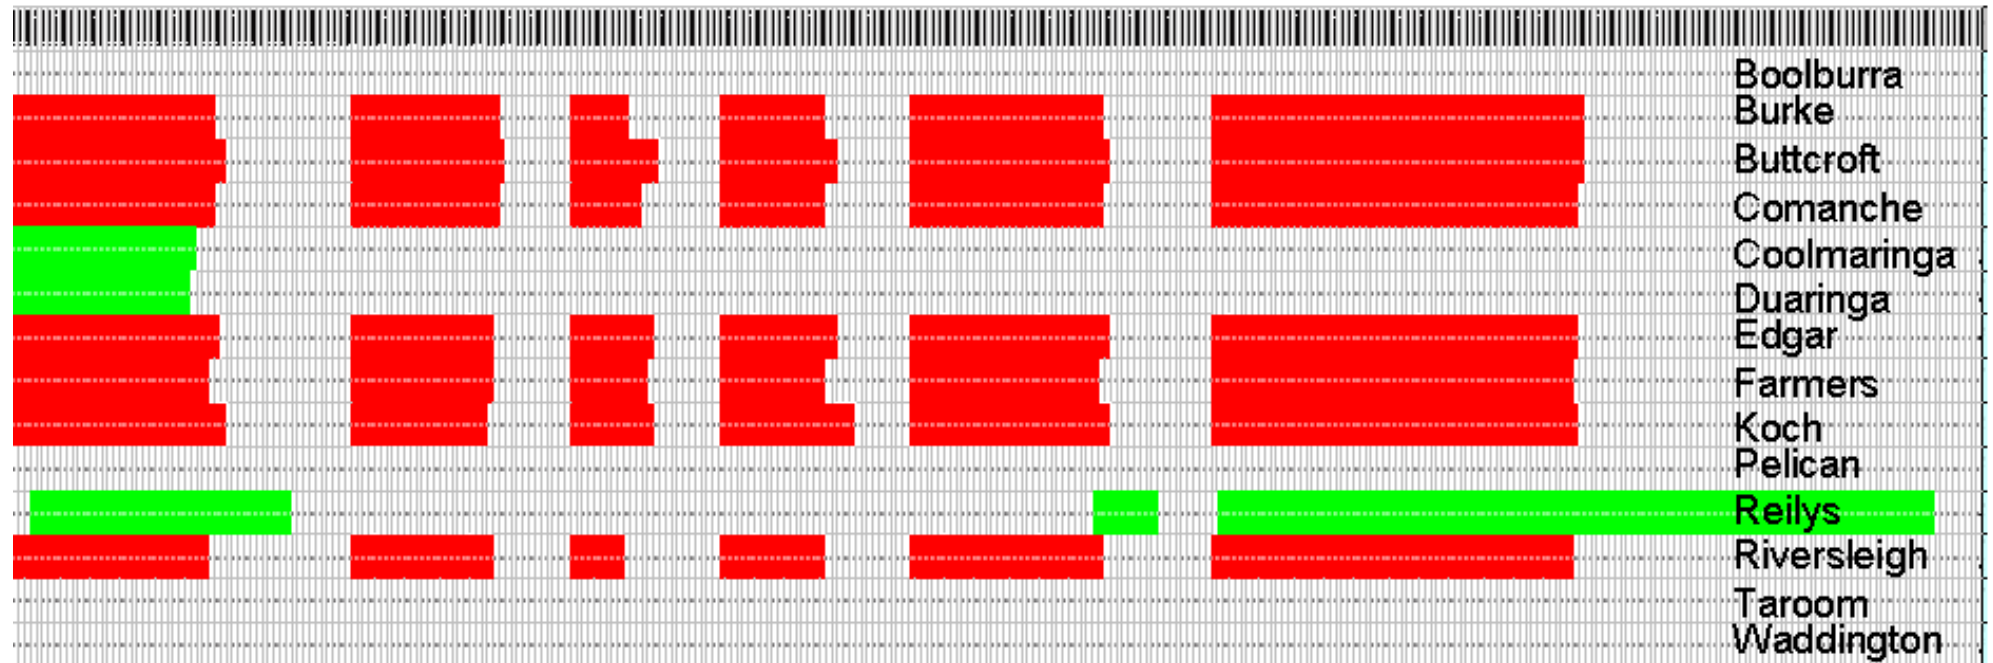 Boolburra
Burke
Buttcroft
Comanche
Coolmaringa
Duaringa
Edgar
Farmers
Koch
Pelican
Reilys
Riversleigh
Taroom
Waddington